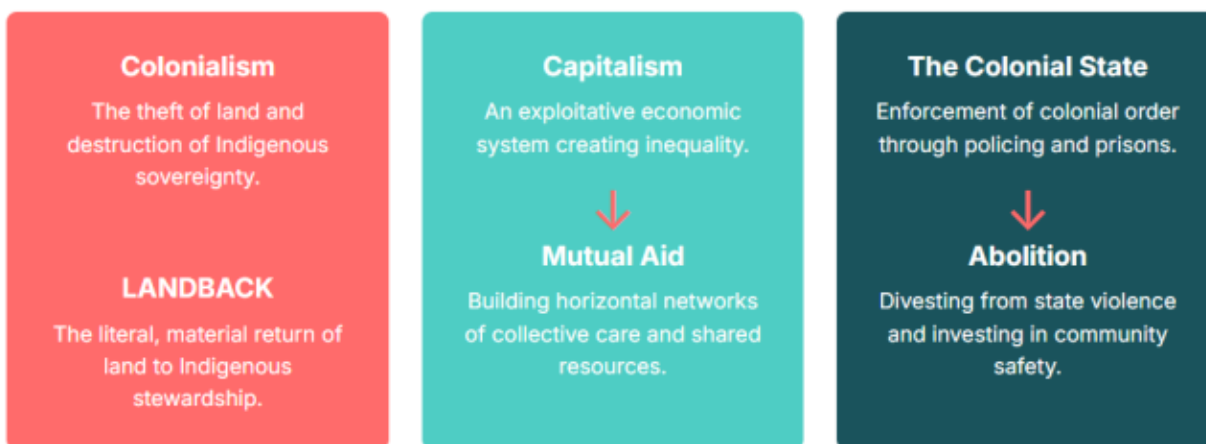 Colonialism
The theft of land and
destruction of Indigenous
sovereignty.
LANDBACK
The literal, material return of
land to Indigenous
stewardship.
Capitalism
An exploitative economic
system creating inequality.
Mutual Aid
Building horizontal networks
of collective care and shared
resources.
The Colonial State
Enforcement of colonial order
through policing and prisons.
Abolition
Divesting from state violence
and investing in community
safety.